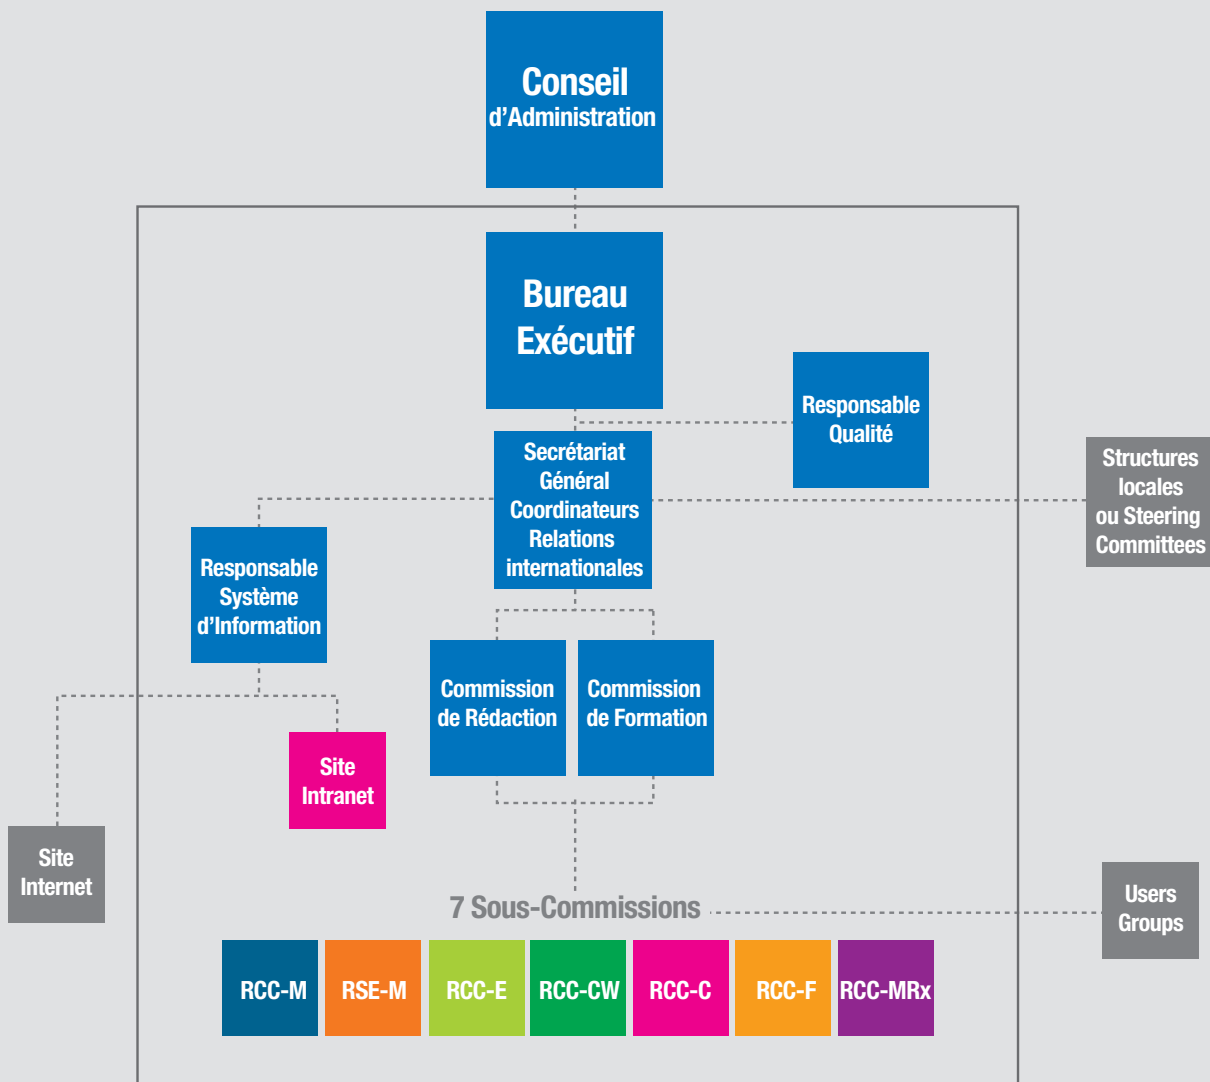 Conseil
d’Administration
Bureau
Exécutif
Responsable
Qualité
Secrétariat
Général
Coordinateurs
Relations
internationales
Structures
locales
ou Steering
Committees
Responsable
Système
d’Information
Commission
de Rédaction
Commission
de Formation
Site
Intranet
Site
Internet
7 Sous-Commissions
Users
Groups
RCC-M
RSE-M
RCC-E
RCC-CW
RCC-C
RCC-F
RCC-MRx